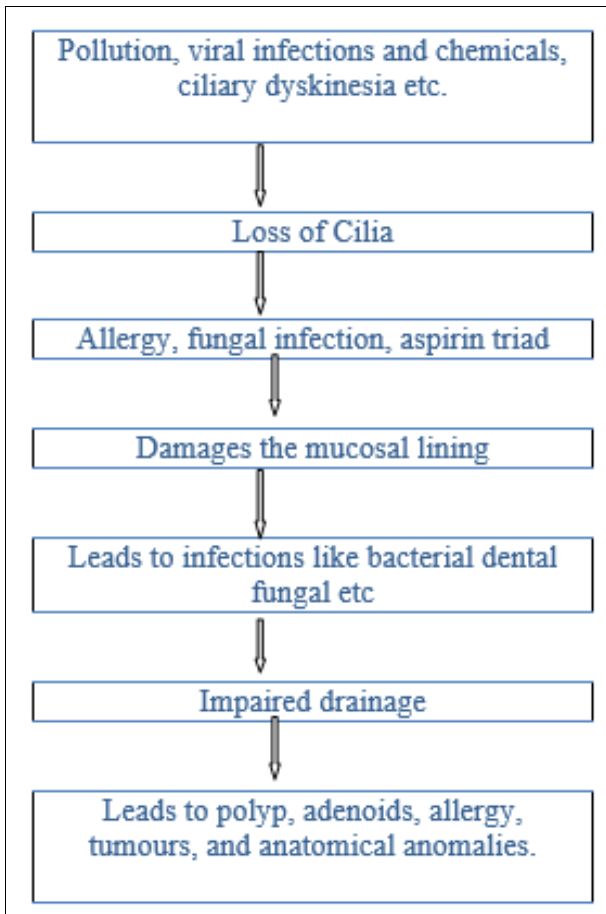 Pollution, viral infections and chemicals,
ciliary dyskinesia etc.
Loss of Cilia
Allergy, fungal infection, aspirin triad
Damages the mucosal lining
Leads to infections like bacterial dental
fungal etc
Impaired drainage
Leads to polyp, adenoids, allergy,
tumours, and anatomical anomalies.